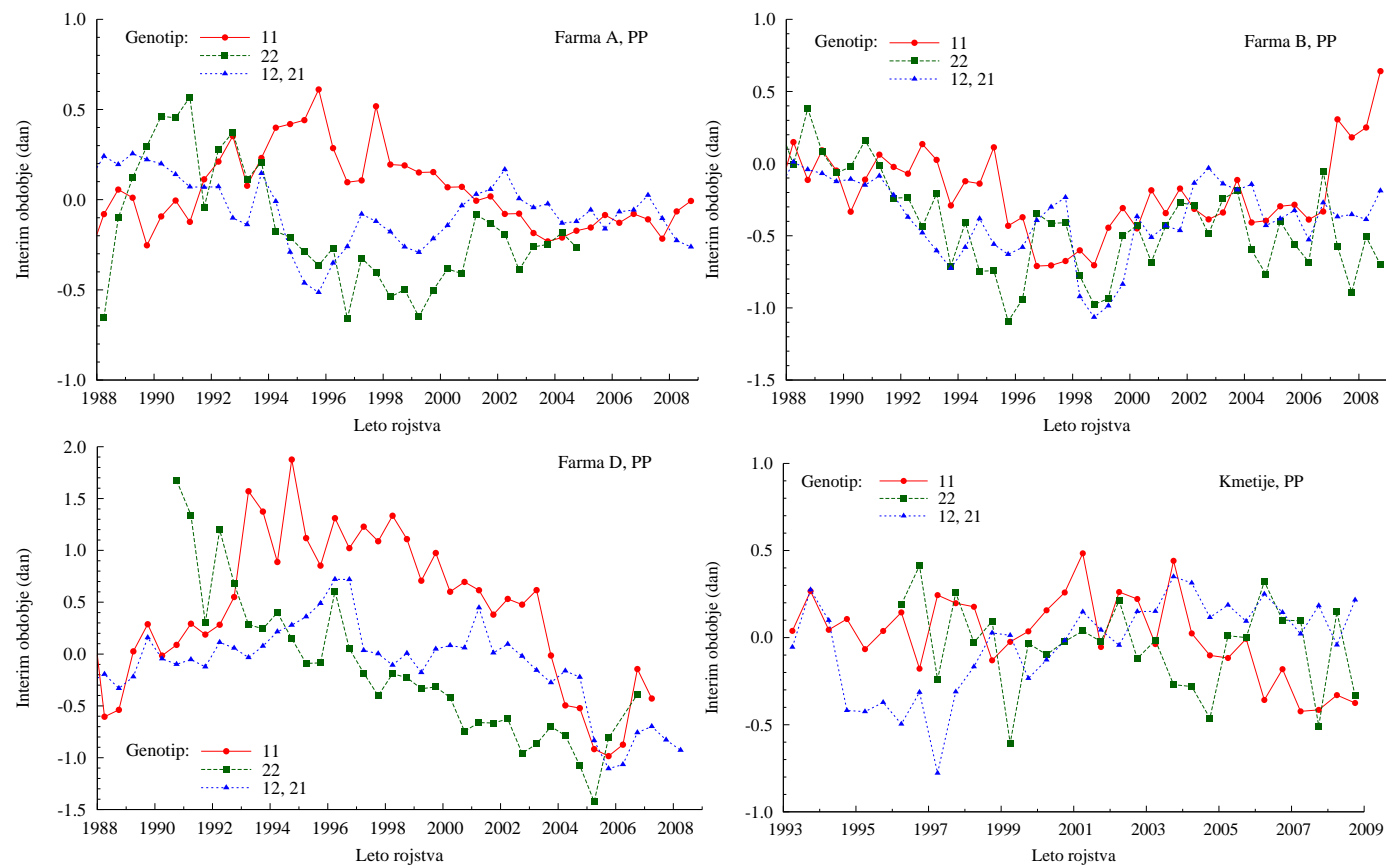 Farma A, PP
Genotip:
11
22
12, 21
Interim obdobje (dan)
1.0
0.5
0.0
-0.5
-1.0
1988 1990 1992 1994 1996 1998 2000 2002 2004 2006 2008
Leto rojstva
Farma B, PP
Genotip:
11
22
12, 21
Interim obdobje (dan)
1.0
0.5
0.0
-0.5
-1.0
-1.5
1988 1990 1992 1994 1996 1998 2000 2002 2004 2006 2008
Leto rojstva
Farma D, PP
Interim obdobje (dan)
2.0
1.5
1.0
0.5
0.0
-0.5
-1.0
-1.5
Genotip:
11
22
12, 21
1988 1990 1992 1994 1996 1998 2000 2002 2004 2006 2008
Leto rojstva
Kmetije, PP
Genotip:
11
22
12, 21
Interim obdobje (dan)
1.0
0.5
0.0
-0.5
-1.0
1993 1995 1997 1999 2001 2003 2005 2007 2009
Leto rojstva